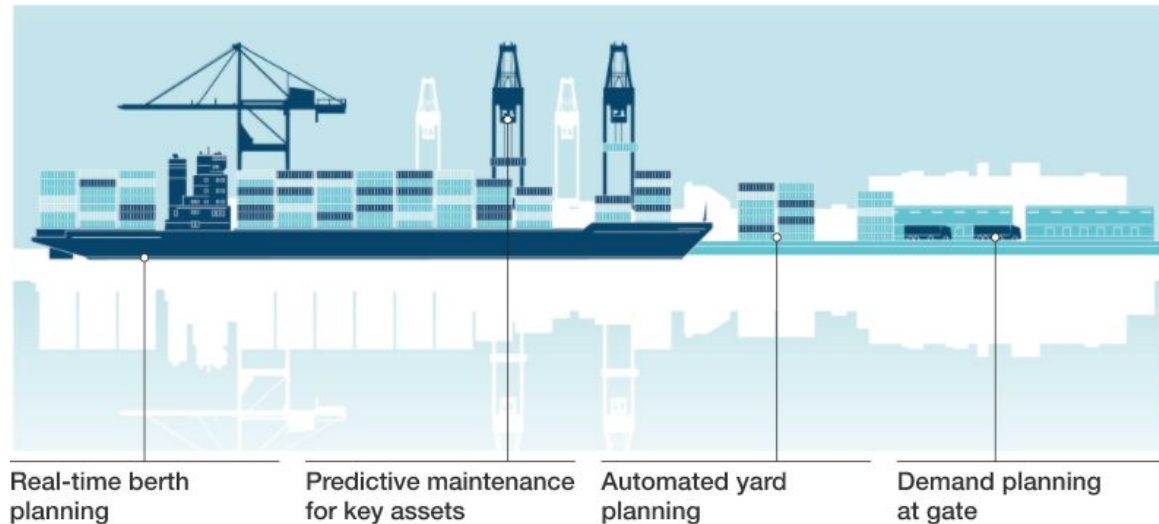 Real-time berth
planning
Predictive maintenance
for key assets
Automated yard
planning
Demand planning
at gate